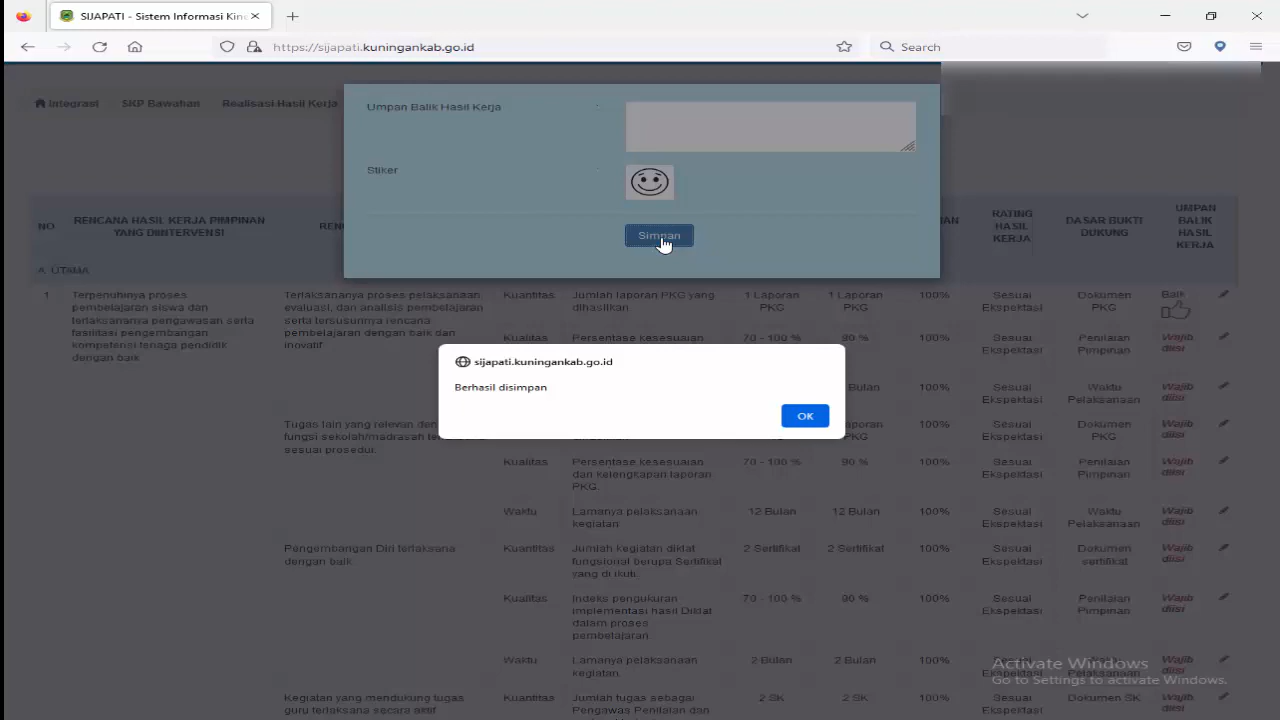 SIJAPATI - Sistem Informasi Kin
https://sijapati.kuningankab.go.id
Search
Integrasi SKP Bawahan Realisasi Hasil Kerja
Umpan Balik Hasil Kerja :
Stiker
Simpan
NO
RENCANA HASIL KERJA PIMPINAN
YANG DIINTERVENSI
RATING
HASIL
KERJA
DASAR BUKTI
DUKUNG
UMPAN
BALIK
HASIL
KERJA
A. UTAMA
1
Terpenuhinya proses
pembelajaran siswa dan
terlaksananya pengawasan serta
fasilitasi pengembangan
kompetensi tenaga pendidik
dengan baik
Terlaksananya proses pelaksanaan,
evaluasi, dan analisis pembelajaran
serta tersusunnya rencana
pembelajaran dengan baik dan
inovatif
Kuantitas
Jumlah laporan PKG yang
dihasilkan
1 Laporan
PKG
1 Laporan
PKG
100%
Sesuai
Ekspektasi
Dokumen
PKG
Baik
Kualitas
Persentase kesesuaian
70 - 100 %
90 %
100%
Sesuai
Ekspektasi
Penilaian
Pimpinan
Wajib
diisi
sijapati.kuningankab.go.id
Berhasil disimpan
OK
Bulan
100%
Sesuai
Ekspektasi
Waktu
Pelaksanaan
Wajib
diisi
Tugas lain yang relevan den
fungsi sekolah/madrasah ter
sesuai prosedur.
PKG
100%
Sesuai
Ekspektasi
Dokumen
PKG
Wajib
diisi
Kualitas
Persentase kesesuaian
dan kelengkapan laporan
PKG.
70 - 100 %
90 %
100%
Sesuai
Ekspektasi
Penilaian
Pimpinan
Wajib
diisi
Waktu
Lamanya pelaksanaan
kegiatan
12 Bulan
12 Bulan
100%
Sesuai
Ekspektasi
Waktu
Pelaksanaan
Wajib
diisi
Pengembangan Diri terlaksana
dengan baik.
Kuantitas
Jumlah kegiatan diklat
fungsional berupa Sertifikat
yang di ikuti.
2 Sertifikat
2 Sertifikat
100%
Sesuai
Ekspektasi
Dokumen
sertifikat
Wajib
diisi
Kualitas
Indeks pengukuran
implementasi hasil Diklat
dalam proses
pembelajaran
70 - 100 %
90 %
100%
Sesuai
Ekspektasi
Penilaian
Pimpinan
Wajib
diisi
Waktu
Lamanya pelaksanaan
kegiatan.
2 Bulan
2 Bulan
100%
Sesuai
Ekspektasi
Pelaksanaan
Wajib
diisi
Activate Windows
Go to Settings to activate Windows.
Kegiatan yang mendukung tugas
guru terlaksana secara aktif
Kuantitas
Jumlah tugas sebagai
Pengawas Penilaian dan
2 SK
2 SK
100%
Sesuai
Ekspektasi
Dokumen SK
Wajib
diisi